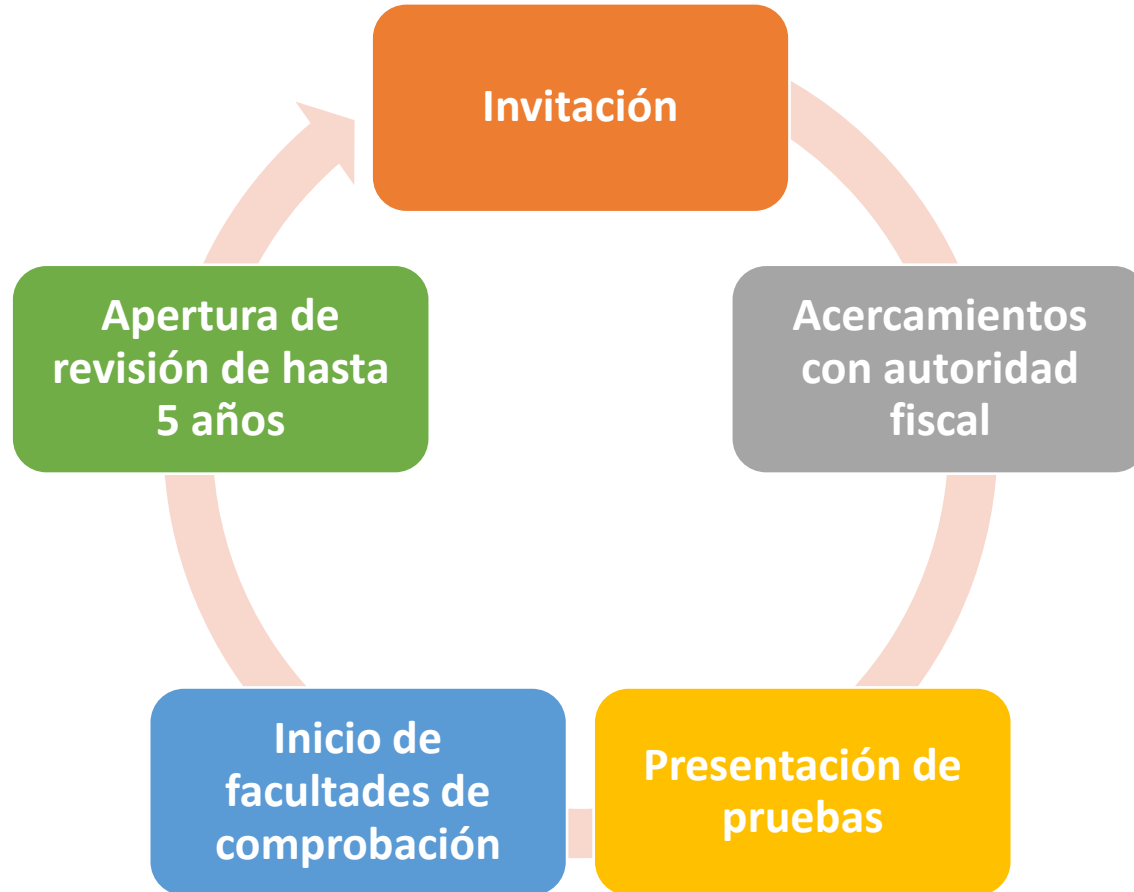 Invitación
Acercamientos
con autoridad
fiscal
Presentación de
pruebas
Inicio de
facultades de
comprobación
Apertura de
revisión de hasta
5 años